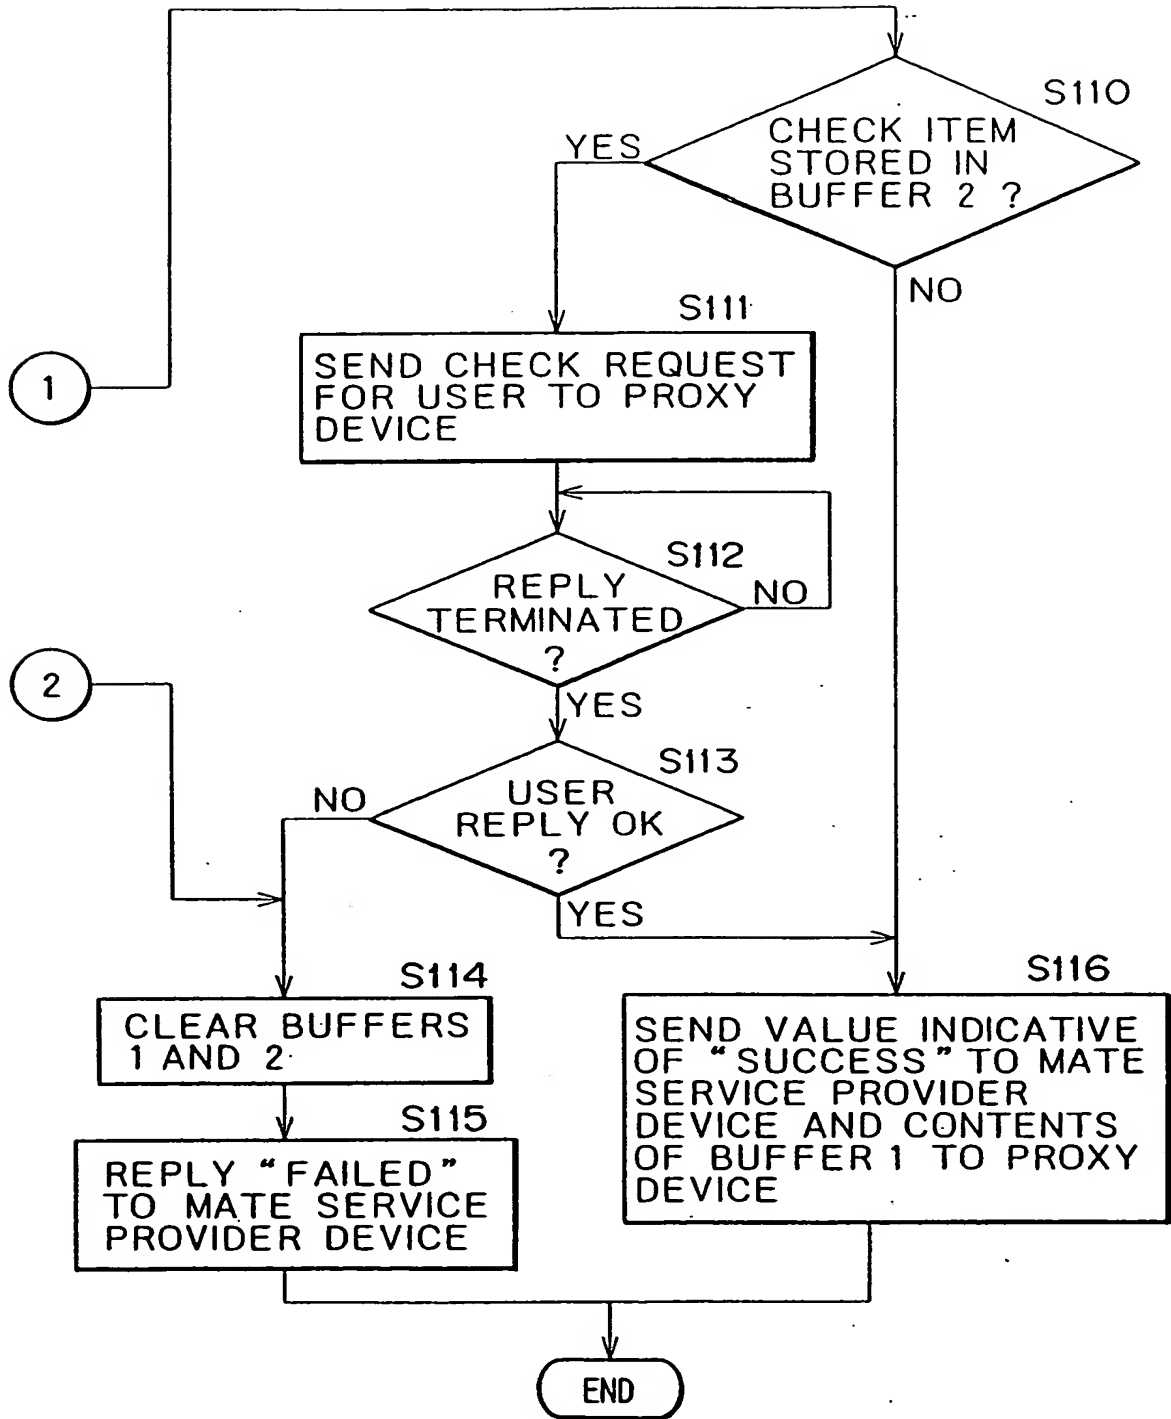 S110
CHECK ITEM
STORED IN
BUFFER 2 ?
YES
NO
S111
SEND CHECK REQUEST
FOR USER TO PROXY
DEVICE
1
S112
REPLY
TERMINATED
?
NO
YES
2
S113
USER
REPLY OK
?
NO
YES
S114
CLEAR BUFFERS
1 AND 2
S115
REPLY "FAILED"
TO MATE SERVICE
PROVIDER DEVICE
S116
SEND VALUE INDICATIVE
OF "SUCCESS" TO MATE
SERVICE PROVIDER
DEVICE AND CONTENTS
OF BUFFER 1 TO PROXY
DEVICE
END